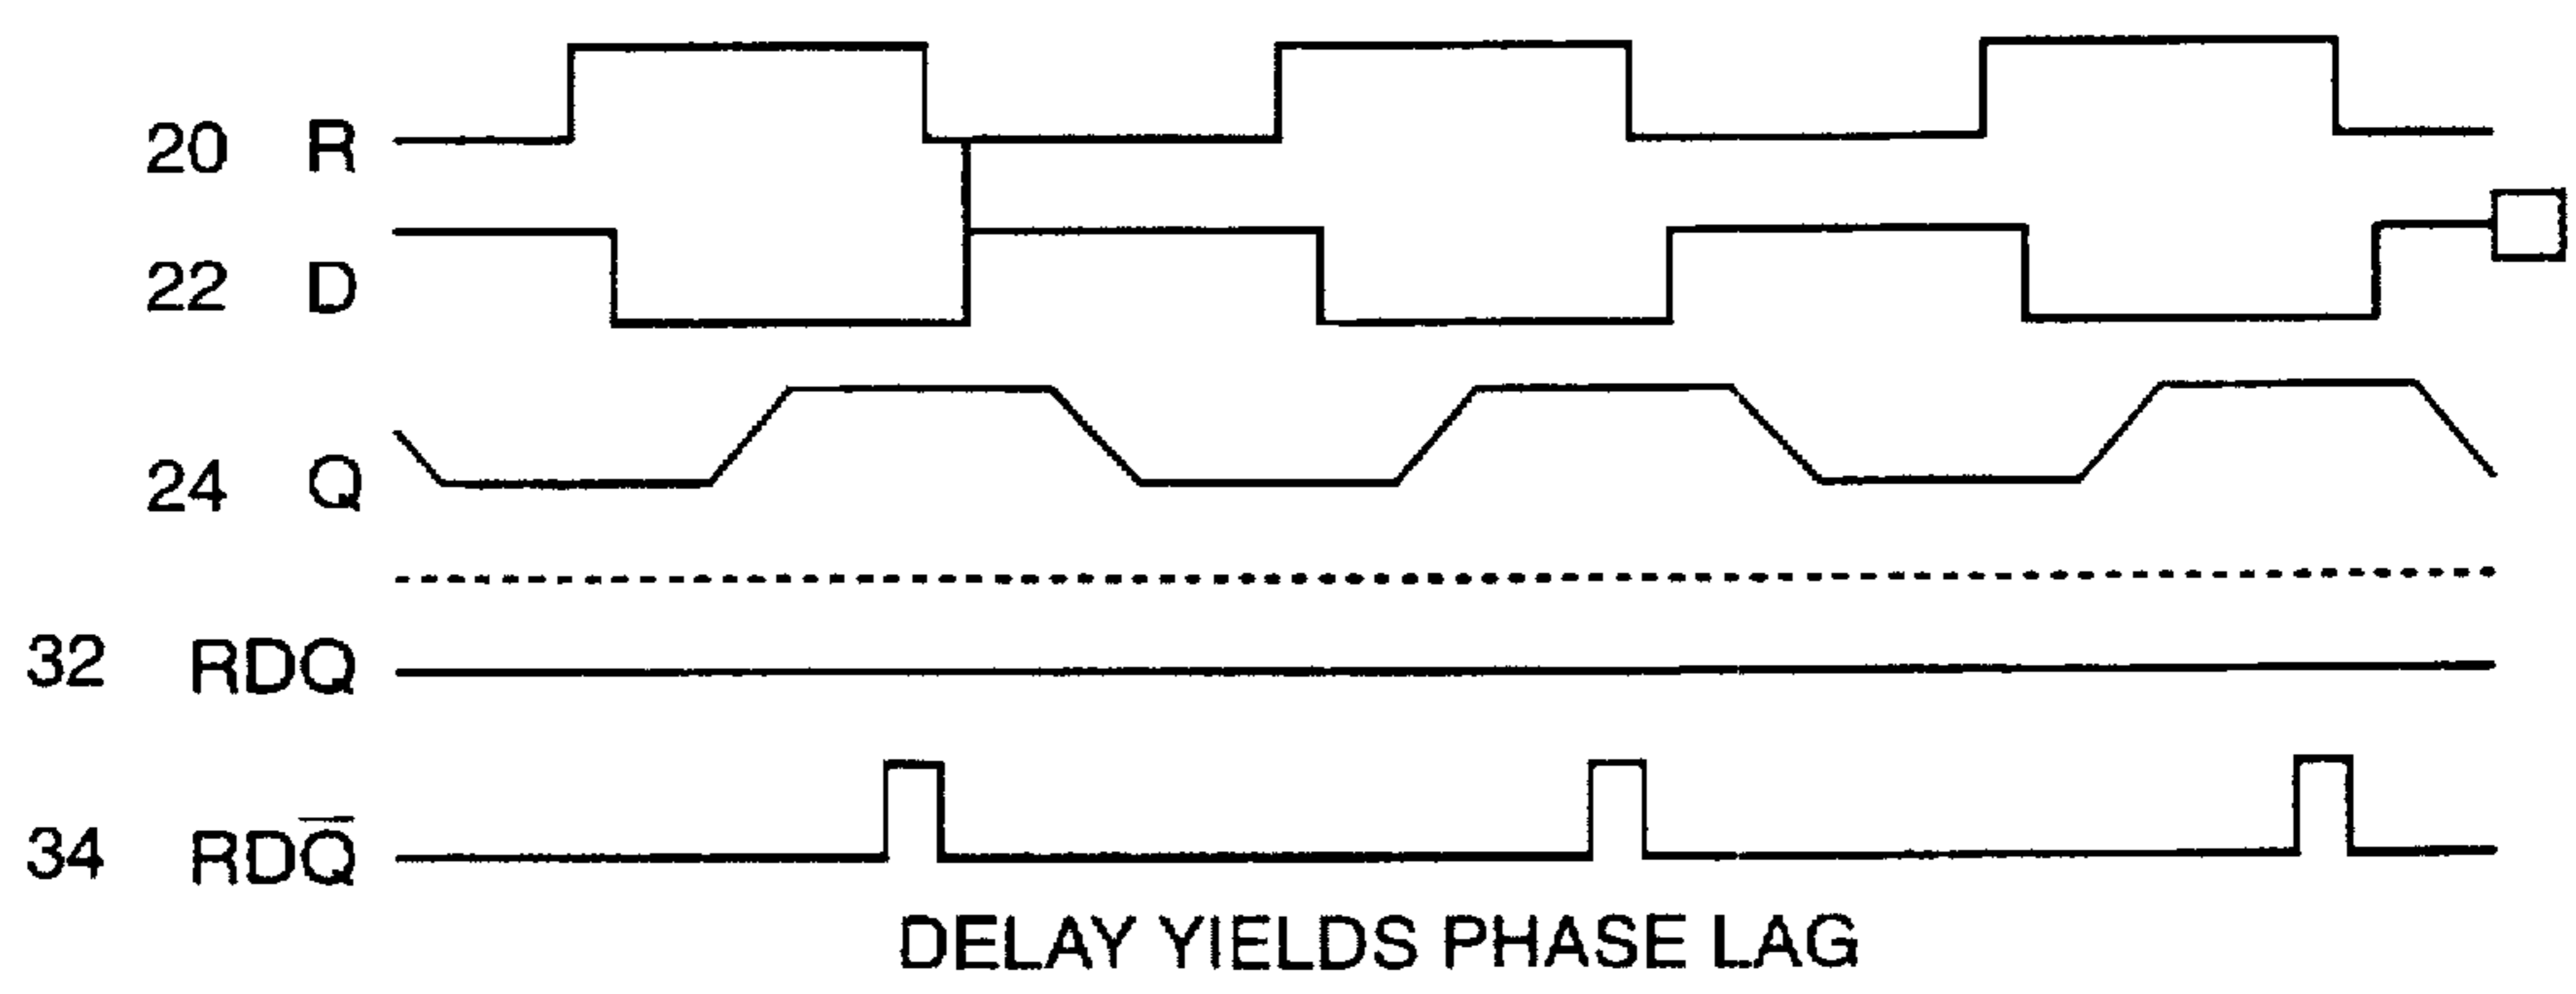 20 R
22 D
24 Q
32 RDQ
34 RDQ̅
DELAY YIELDS PHASE LAG